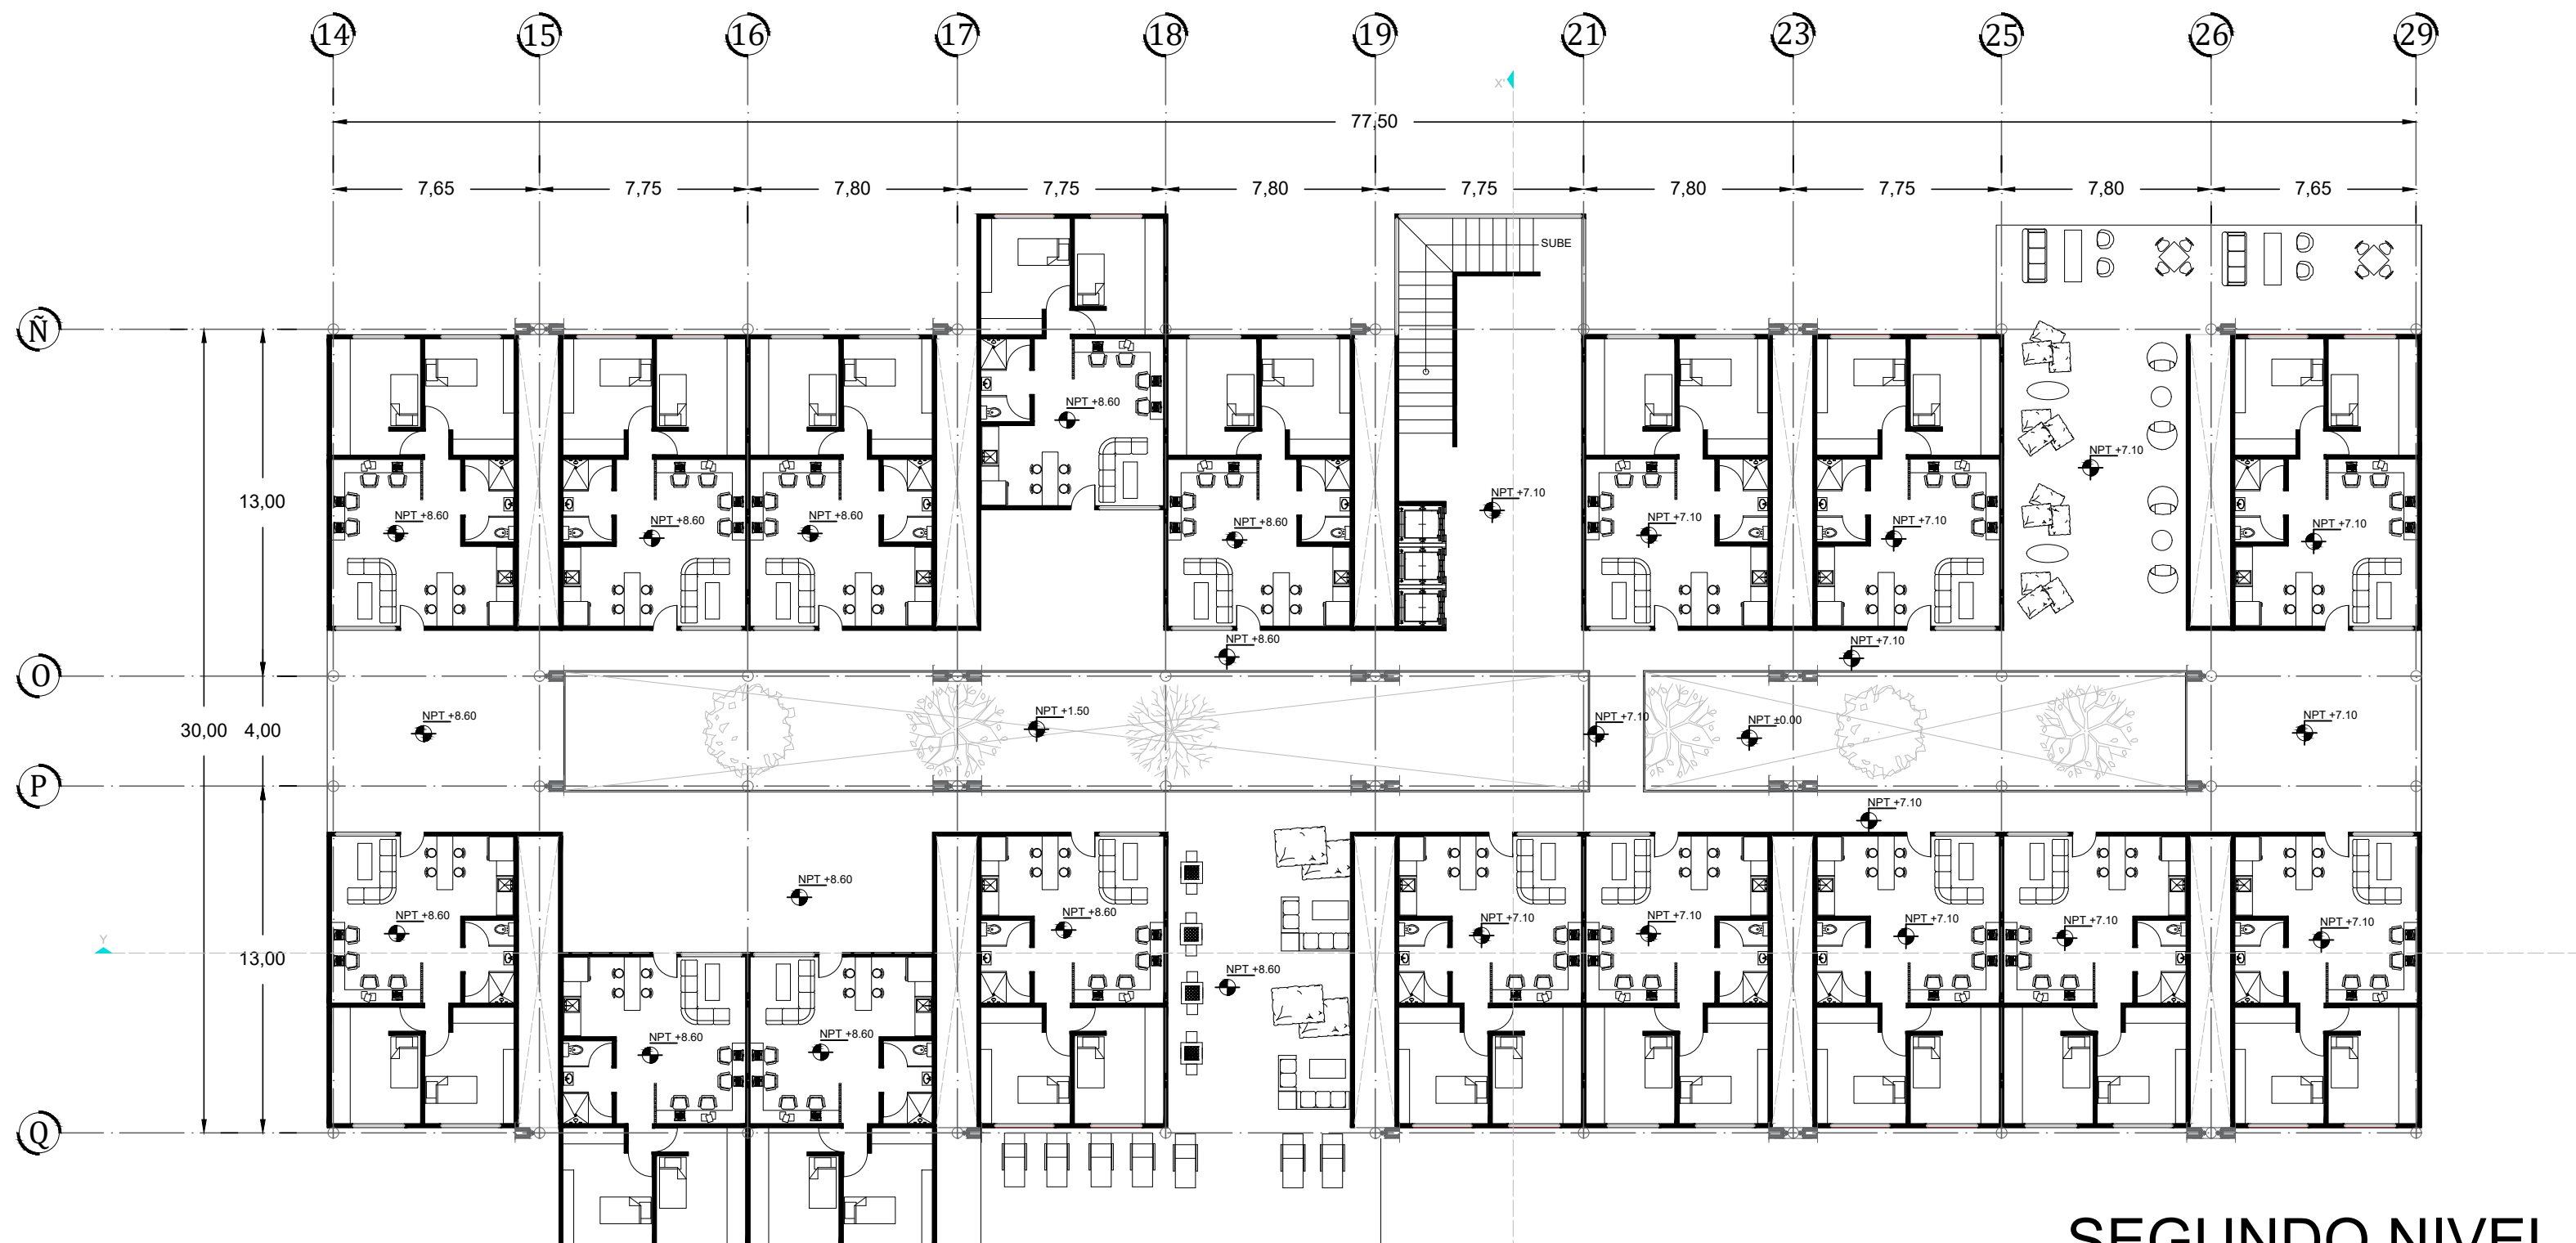 14 15 16 17 18 19 21 23 25 26 29
X'
77,50
7,65 7,75 7,80 7,75 7,80 7,75 7,80 7,75 7,80 7,65
SUBE
Ñ
NPT +8.60
NPT +7.10
13,00
NPT +7.10
NPT +8.60 NPT +8.60 NPT +8.60 NPT +8.60 NPT +7.10 NPT +7.10 NPT +7.10
NPT +8.60 NPT +7.10
O
NPT +8.60 NPT +1.50 NPT +7.10 NPT ±0.00 NPT +7.10
30,00 4,00
P
NPT +7.10
NPT +8.60
NPT +8.60 NPT +8.60 NPT +7.10 NPT +7.10 NPT +7.10 NPT +7.10 NPT +7.10
Y
13,00
NPT +8.60
NPT +8.60 NPT +8.60
Q
SEGUNDO NIVEL